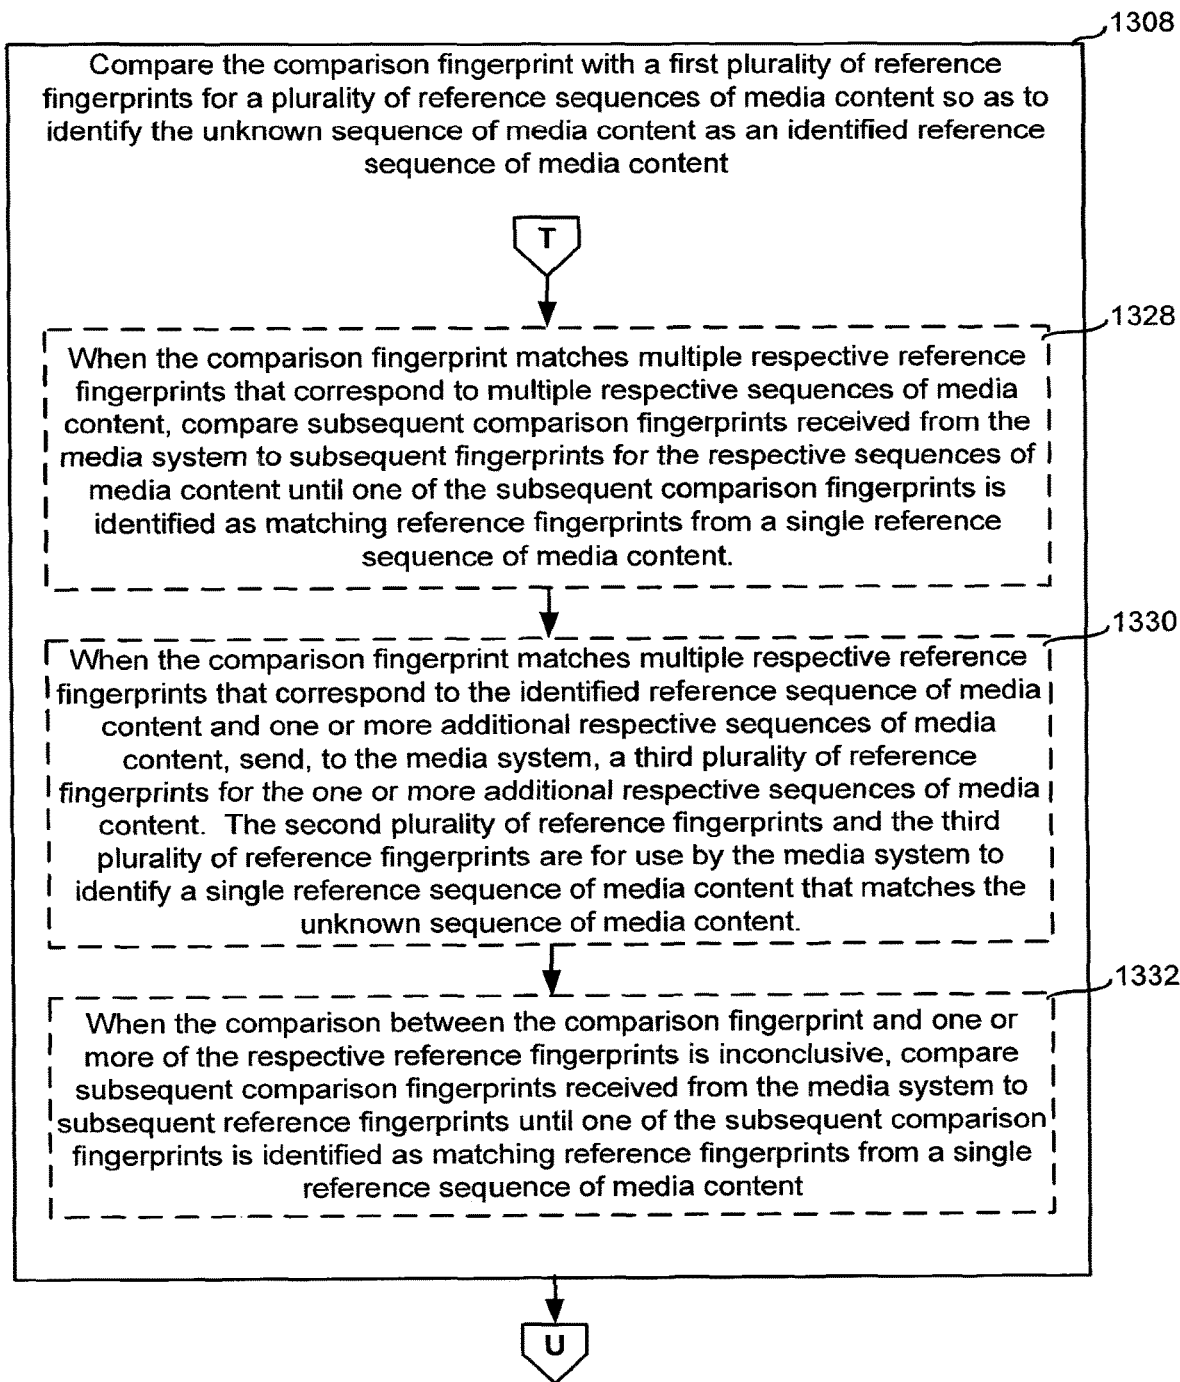 1308
Compare the comparison fingerprint with a first plurality of reference
fingerprints for a plurality of reference sequences of media content so as to
identify the unknown sequence of media content as an identified reference
sequence of media content
T
1328
When the comparison fingerprint matches multiple respective reference
fingerprints that correspond to multiple respective sequences of media
content, compare subsequent comparison fingerprints received from the
media system to subsequent fingerprints for the respective sequences of
media content until one of the subsequent comparison fingerprints is
identified as matching reference fingerprints from a single reference
sequence of media content.
1330
When the comparison fingerprint matches multiple respective reference
fingerprints that correspond to the identified reference sequence of media
content and one or more additional respective sequences of media
content, send, to the media system, a third plurality of reference
fingerprints for the one or more additional respective sequences of media
content. The second plurality of reference fingerprints and the third
plurality of reference fingerprints are for use by the media system to
identify a single reference sequence of media content that matches the
unknown sequence of media content.
1332
When the comparison between the comparison fingerprint and one or
more of the respective reference fingerprints is inconclusive, compare
subsequent comparison fingerprints received from the media system to
subsequent reference fingerprints until one of the subsequent comparison
fingerprints is identified as matching reference fingerprints from a single
reference sequence of media content
U